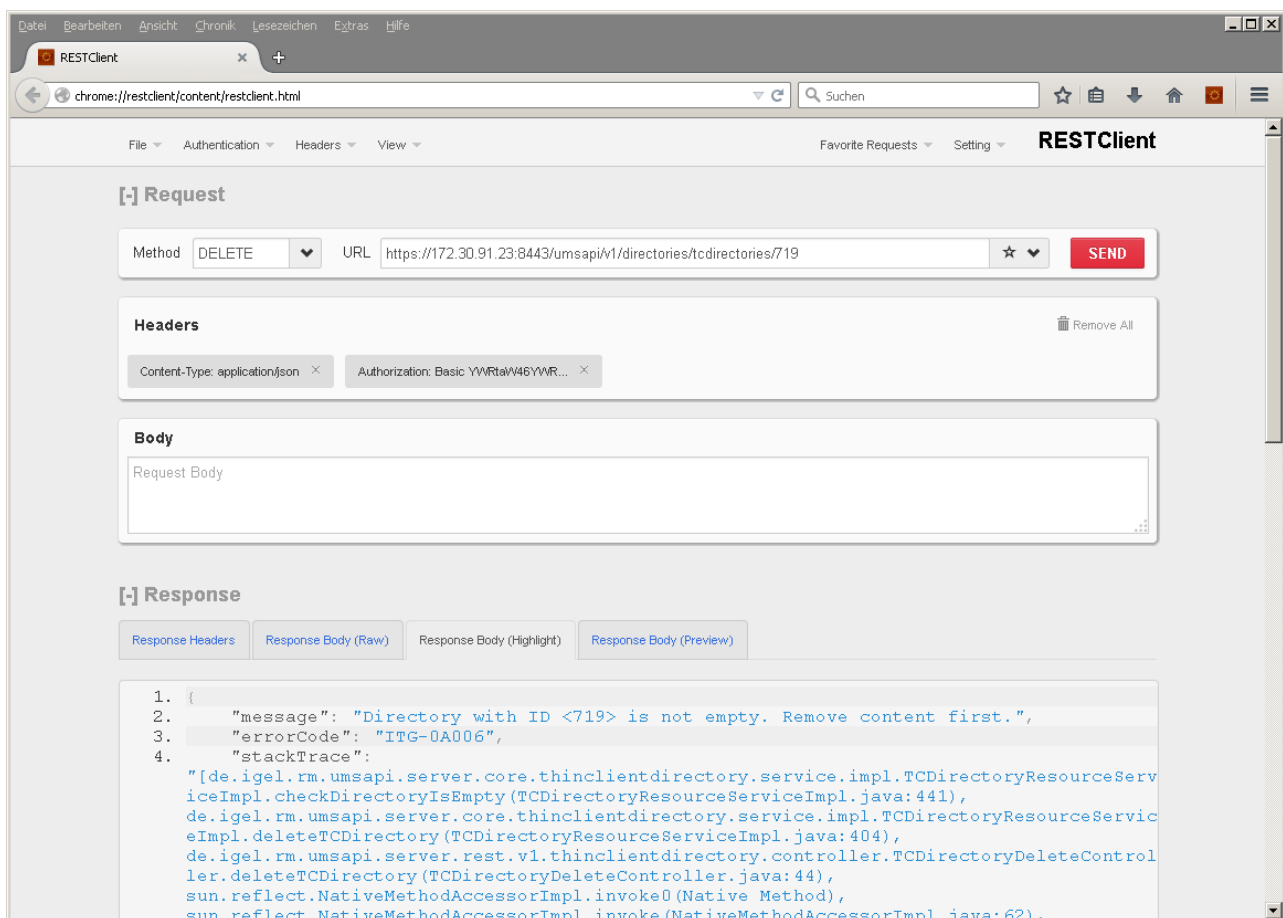 Datei Bearbeiten Ansicht Chronik Lesezeichen Extras Hilfe
RESTClient
chrome://restclient/content/restclient.html Suchen
File Authentication Headers View Favorite Requests Setting RESTClient
[-] Request
Method DELETE URL https://172.30.91.23:8443/umsapi/v1/directories/tcdirectories/719 SEND
Headers Remove All
Content-Type: application/json Authorization: Basic YWRtaW46YWR...
Body
Request Body
[-] Response
Response Headers Response Body (Raw) Response Body (Highlight) Response Body (Preview)
1. {
2. "message": "Directory with ID <719> is not empty. Remove content first.",
3. "errorCode": "ITG-0A006",
4. "stackTrace":
"[de.igel.rm.umsapi.server.core.thinclientdirectory.service.impl.TCDirectoryResourceServ
iceImpl.checkDirectoryIsEmpty(TCDirectoryResourceServiceImpl.java:441),
de.igel.rm.umsapi.server.core.thinclientdirectory.service.impl.TCDirectoryResourceServic
eImpl.deleteTCDirectory(TCDirectoryResourceServiceImpl.java:404),
de.igel.rm.umsapi.server.rest.v1.thinclientdirectory.controller.TCDirectoryDeleteControl
ler.deleteTCDirectory(TCDirectoryDeleteController.java:44),
sun.reflect.NativeMethodAccessorImpl.invoke0(Native Method),
sun.reflect.NativeMethodAccessorImpl.invoke(NativeMethodAccessorImpl.java:62),